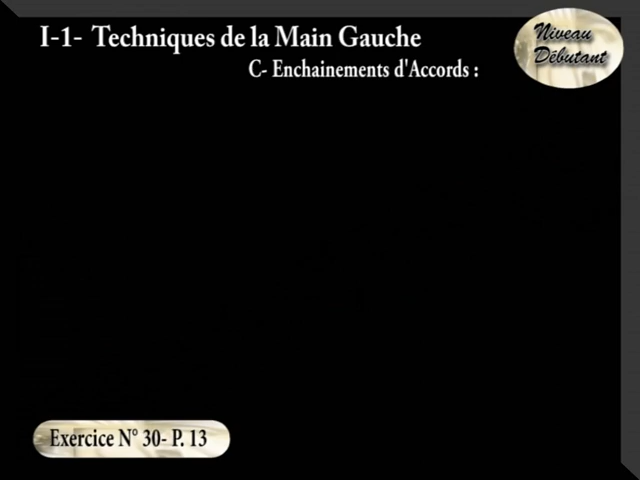 I-1- Techniques de la Main Gauche
C- Enchainements d'Accords :
Niveau
Débutant
Exercice N° 30- P. 13